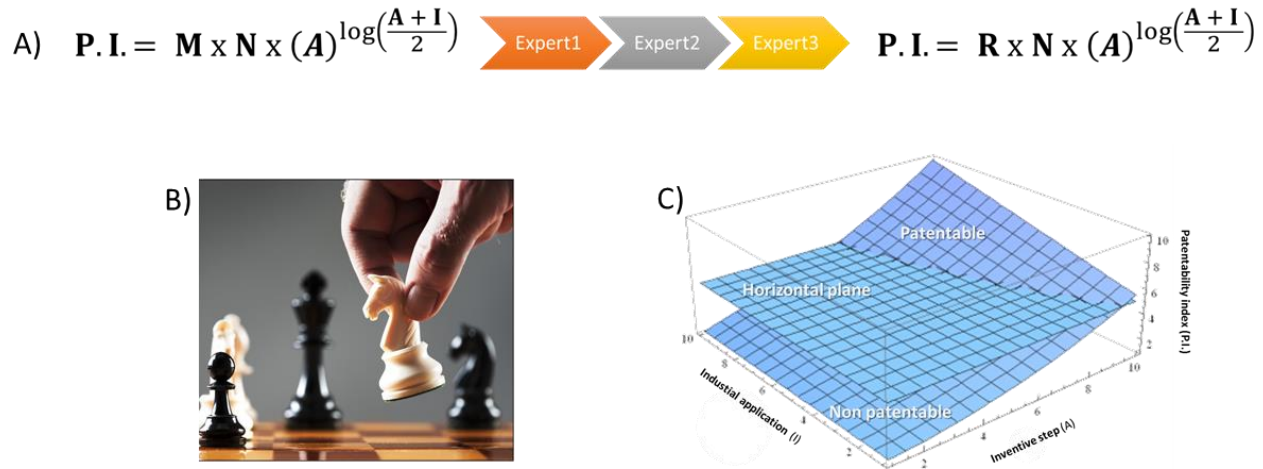 A) P.I. = M x N x (A)^log((A + I)/2) Expert1 Expert2 Expert3 P.I. = R x N x (A)^log((A + I)/2)
B)
C)
Patentable
Horizontal plane
Non patentable
Patentability index (P.I.)
10
8
6
4
2
Industial application (I)
10
8
6
4
2
Inventive step (A)
2
4
6
8
10